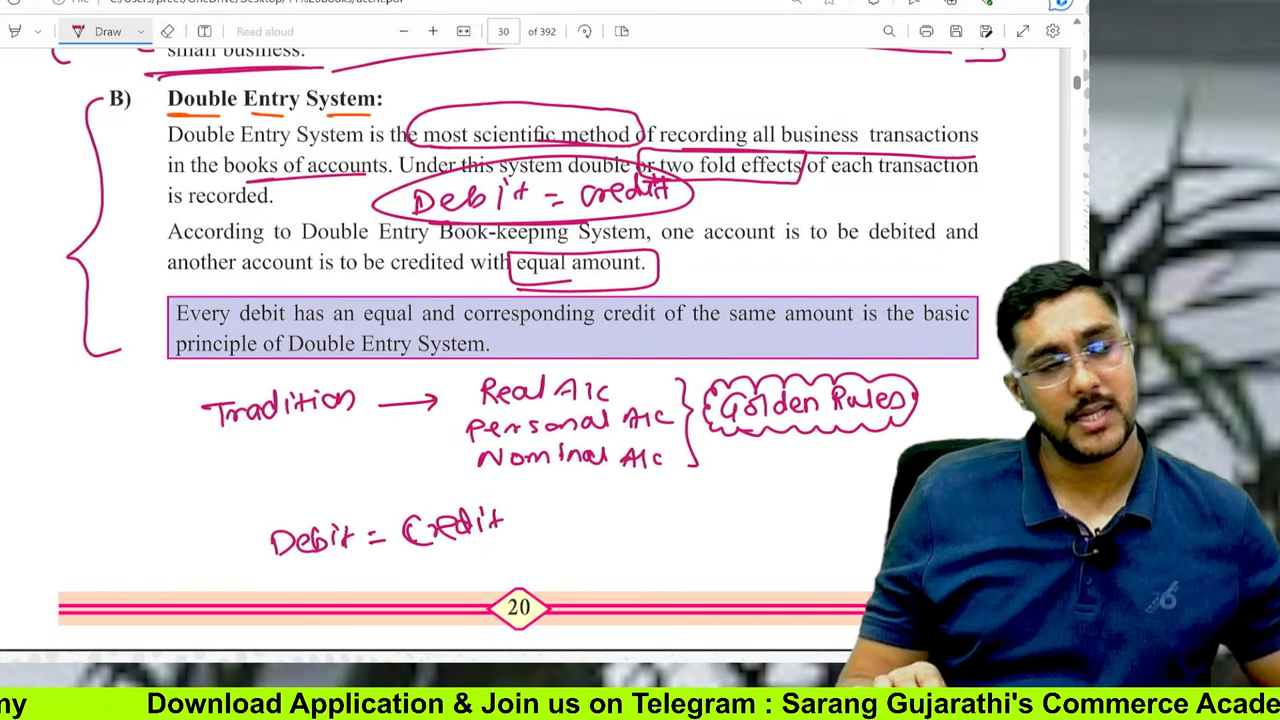 Draw
Read aloud
30 of 392
small business.
B) Double Entry System:
Double Entry System is the most scientific method of recording all business transactions
in the books of accounts. Under this system double or two fold effects of each transaction
is recorded.
Debit = credit
According to Double Entry Book-keeping System, one account is to be debited and
another account is to be credited with equal amount.
Every debit has an equal and corresponding credit of the same amount is the basic
principle of Double Entry System.
Tradition → Real A/c
Personal A/c
Nominal A/c
Golden Rules
Debit = Credit
20
my Download Application & Join us on Telegram : Sarang Gujarathi's Commerce Acade